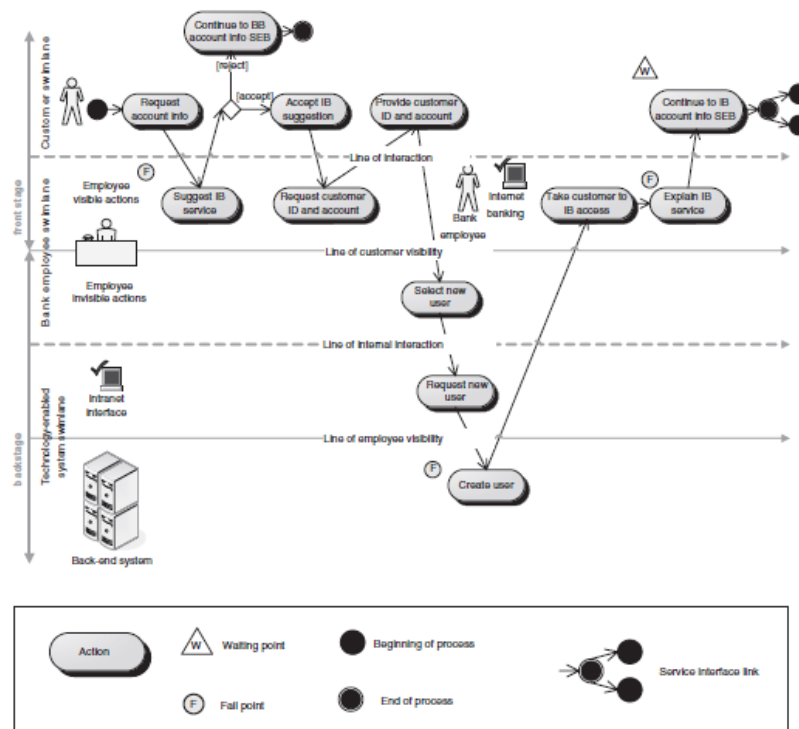 Continue to BB
account info SEB
[reject]
W
Customer swimlane
Request
account info
[accept]
Accept IB
suggestion
Provide customer
ID and account
Continue to IB
account info SEB
Line of interaction
front stage
Bank employee swimlane
Employee
visible actions
F
Suggest IB
service
Request customer
ID and account
Bank
employee
Internet
banking
Take customer to
IB access
F
Explain IB
service
Line of customer visibility
Employee
invisible actions
Select new
user
Line of internal interaction
backstage
Technology-enabled
system swimlane
Intranet
interface
Request new
user
Line of employee visibility
F
Create user
Back-end system
Action
W
Waiting point
Beginning of process
Service interface link
F
Fail point
End of process